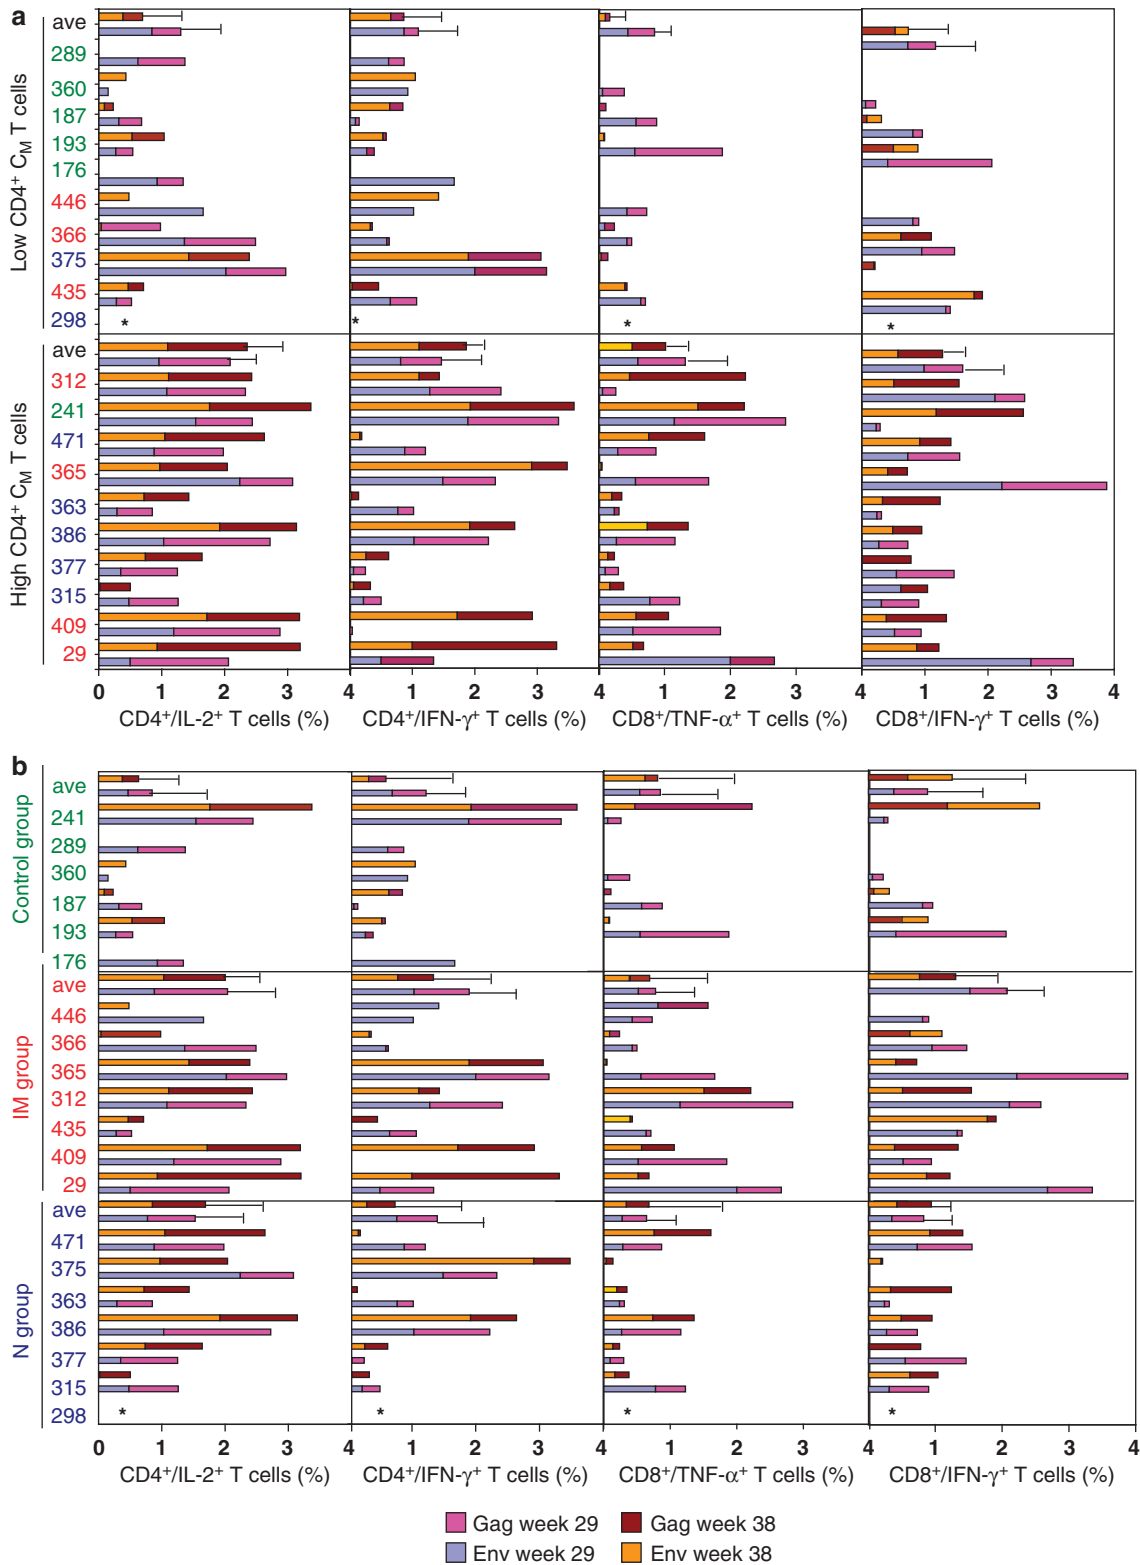 a
Low CD4⁺ C_M T cells
ave
289
360
187
193
176
446
366
375
435
298
* * * *
High CD4⁺ C_M T cells
ave
312
241
471
365
363
386
377
315
409
29
0 1 2 3 4 1 2 3 4 1 2 3 4 1 2 3 4
CD4⁺/IL-2⁺ T cells (%) CD4⁺/IFN-γ⁺ T cells (%) CD8⁺/TNF-α⁺ T cells (%) CD8⁺/IFN-γ⁺ T cells (%)
b
Control group
ave
241
289
360
187
193
176
IM group
ave
446
366
365
312
435
409
29
N group
ave
471
375
363
386
377
315
298
* * * *
0 1 2 3 4 1 2 3 4 1 2 3 4 1 2 3 4
CD4⁺/IL-2⁺ T cells (%) CD4⁺/IFN-γ⁺ T cells (%) CD8⁺/TNF-α⁺ T cells (%) CD8⁺/IFN-γ⁺ T cells (%)
Gag week 29 Gag week 38
Env week 29 Env week 38